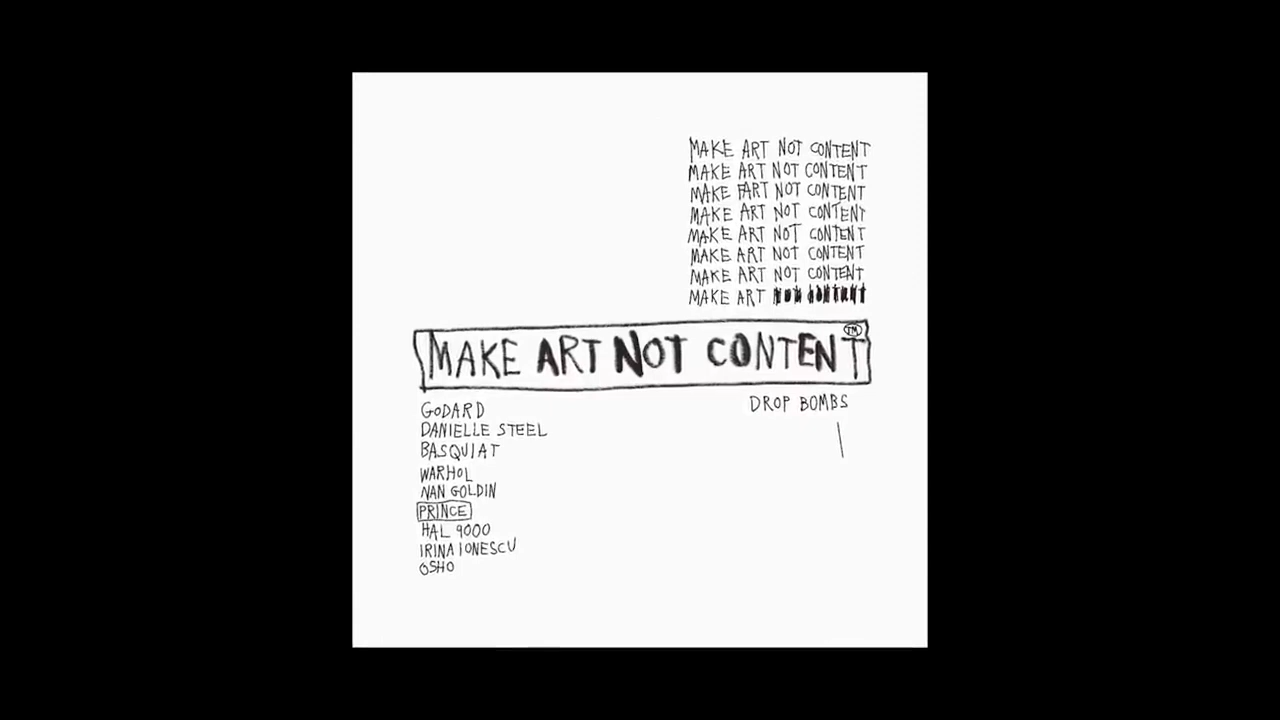 MAKE ART NOT CONTENT
MAKE ART NOT CONTENT
MAKE FART NOT CONTENT
MAKE ART NOT CONTENT
MAKE ART NOT CONTENT
MAKE ART NOT CONTENT
MAKE ART NOT CONTENT
MAKE ART NOT CONTENT
MAKE ART NOT CONTENT TM
GODARD
DANIELLE STEEL
BASQUIAT
WARHOL
NAN GOLDIN
PRINCE
HAL 9000
IRINA IONESCU
OSHO
DROP BOMBS